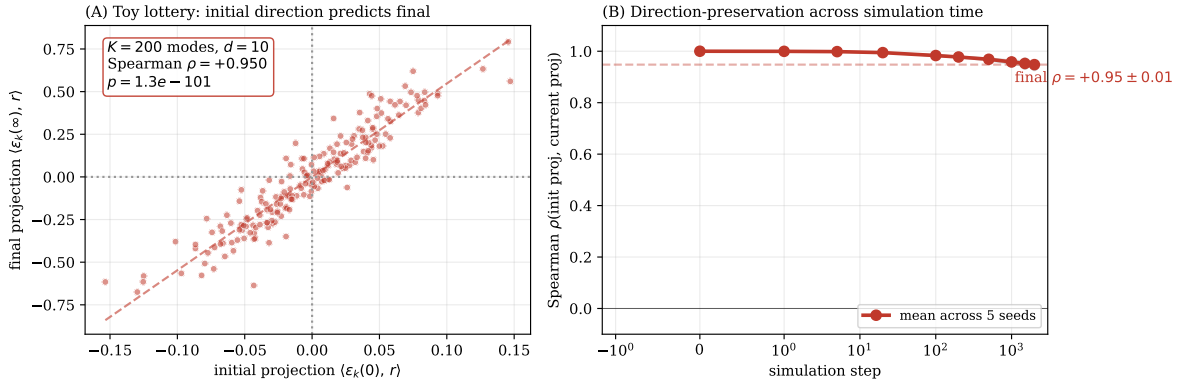 (A) Toy lottery: initial direction predicts final
K = 200 modes, d = 10
Spearman ρ = +0.950
p = 1.3e−101
final projection ⟨ε_k(∞), r⟩
0.75
0.50
0.25
0.00
−0.25
−0.50
−0.75
−0.15
−0.10
−0.05
0.00
0.05
0.10
0.15
initial projection ⟨ε_k(0), r⟩
(B) Direction-preservation across simulation time
Spearman ρ(init proj, current proj)
1.0
0.8
0.6
0.4
0.2
0.0
final ρ = +0.95 ± 0.01
mean across 5 seeds
−10⁰
0
10⁰
10¹
10²
10³
simulation step